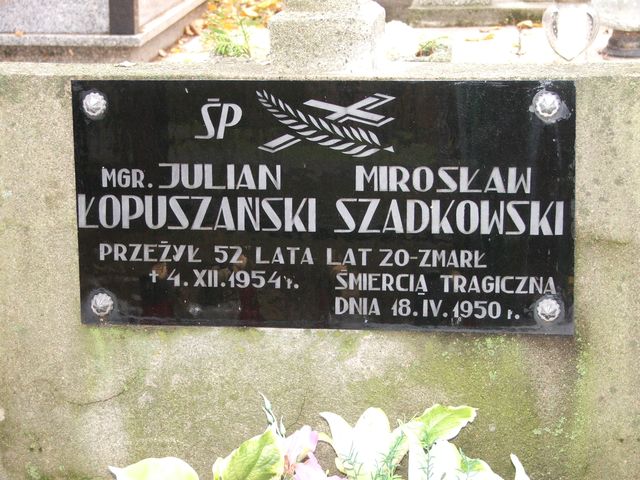 ŚP
MGR. JULIAN
ŁOPUSZAŃSKI
PRZEŻYŁ 52 LATA
✝ 4.XII.1954 r.
MIROSŁAW
SZADKOWSKI
LAT 20-ZMARŁ
ŚMIERCIĄ TRAGICZNĄ
DNIA 18.IV.1950 r.